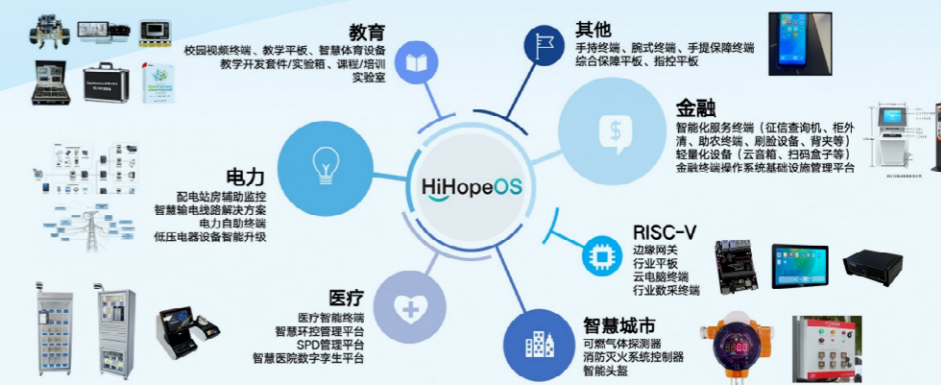 教育
校园视频终端、教学平板、智慧体育设备
教学开发套件/实验箱、课程/培训
实验室
其他
手持终端、腕式终端、手提保障终端
综合保障平板、指控平板
金融
智能化服务终端（征信查询机、柜外
清、助农终端、刷脸设备、背夹等）
轻量化设备（云音箱、扫码盒子等）
金融终端操作系统基础设施管理平台
电力
配电站房辅助监控
智慧输电线路解决方案
电力自助终端
低压电器设备智能升级
HiHopeOS
RISC-V
边缘网关
行业平板
云电脑终端
行业数采终端
医疗
医疗智能终端
智慧环控管理平台
SPD管理平台
智慧医院数字孪生平台
智慧城市
可燃气体探测器
消防灭火系统控制器
智能头盔